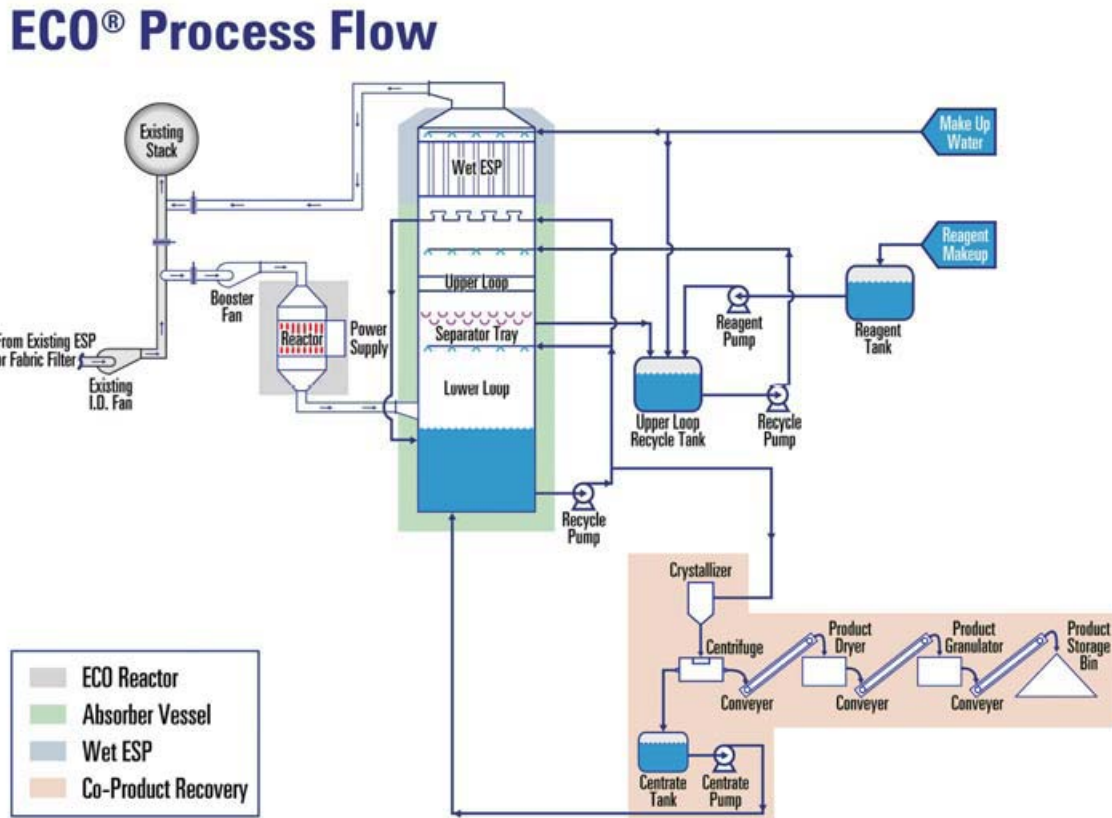 ECO® Process Flow
Existing
Stack
Wet ESP
Make Up
Water
Reagent
Makeup
Booster
Fan
Upper Loop
Reactor
Power
Supply
Separator Tray
Reagent
Pump
Reagent
Tank
From Existing ESP
or Fabric Filter
Existing
I.D. Fan
Lower Loop
Upper Loop
Recycle Tank
Recycle
Pump
Recycle
Pump
Crystallizer
Centrifuge
Product
Dryer
Product
Granulator
Product
Storage
Bin
Conveyer
Conveyer
Conveyer
Centrate
Tank
Centrate
Pump
ECO Reactor
Absorber Vessel
Wet ESP
Co-Product Recovery